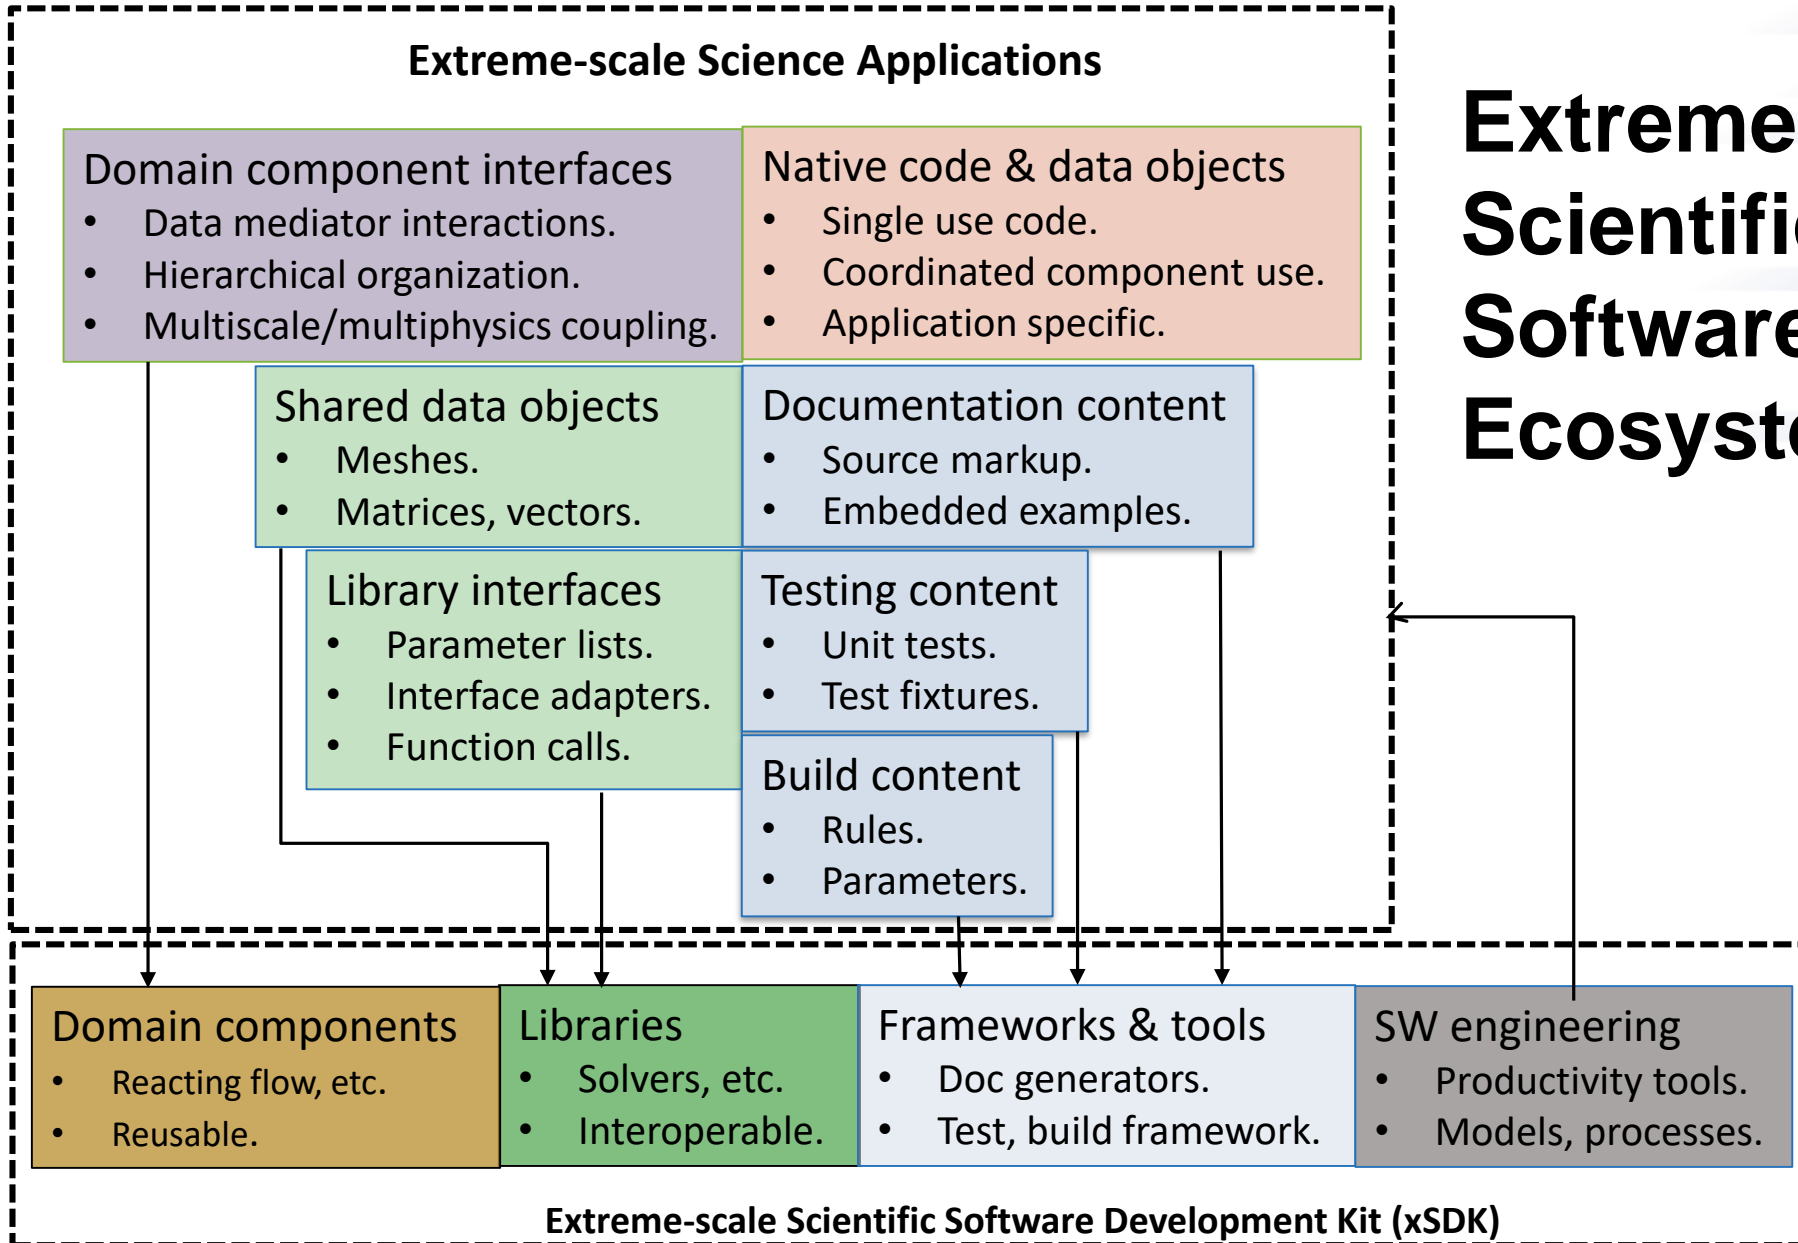 Extreme-scale Science Applications
Domain component interfaces
• Data mediator interactions.
• Hierarchical organization.
• Multiscale/multiphysics coupling.
Native code & data objects
• Single use code.
• Coordinated component use.
• Application specific.
Shared data objects
• Meshes.
• Matrices, vectors.
Documentation content
• Source markup.
• Embedded examples.
Library interfaces
• Parameter lists.
• Interface adapters.
• Function calls.
Testing content
• Unit tests.
• Test fixtures.
Build content
• Rules.
• Parameters.
Extreme
Scientifi
Software
Ecosyst
Domain components
• Reacting flow, etc.
• Reusable.
Libraries
• Solvers, etc.
• Interoperable.
Frameworks & tools
• Doc generators.
• Test, build framework.
SW engineering
• Productivity tools.
• Models, processes.
Extreme-scale Scientific Software Development Kit (xSDK)